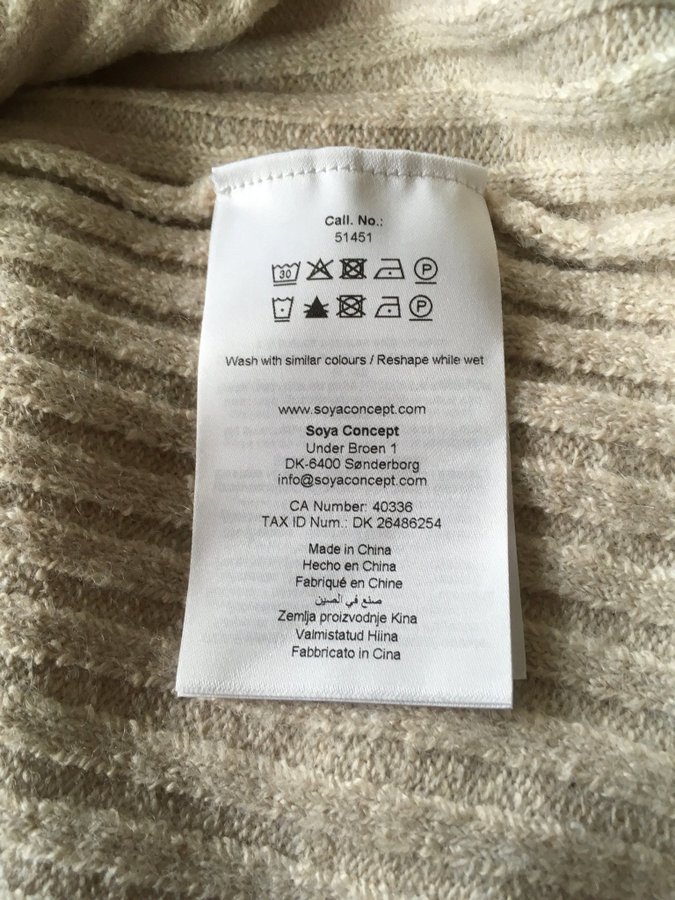 Call. No.:
51451
30 P
P
Wash with similar colours / Reshape while wet
www.soyaconcept.com
Soya Concept
Under Broen 1
DK-6400 Sønderborg
info@soyaconcept.com
CA Number: 40336
TAX ID Num.: DK 26486254
Made in China
Hecho en China
Fabriqué en Chine
صنع في الصين
Zemlja proizvodnje Kina
Valmistatud Hiina
Fabbricato in Cina